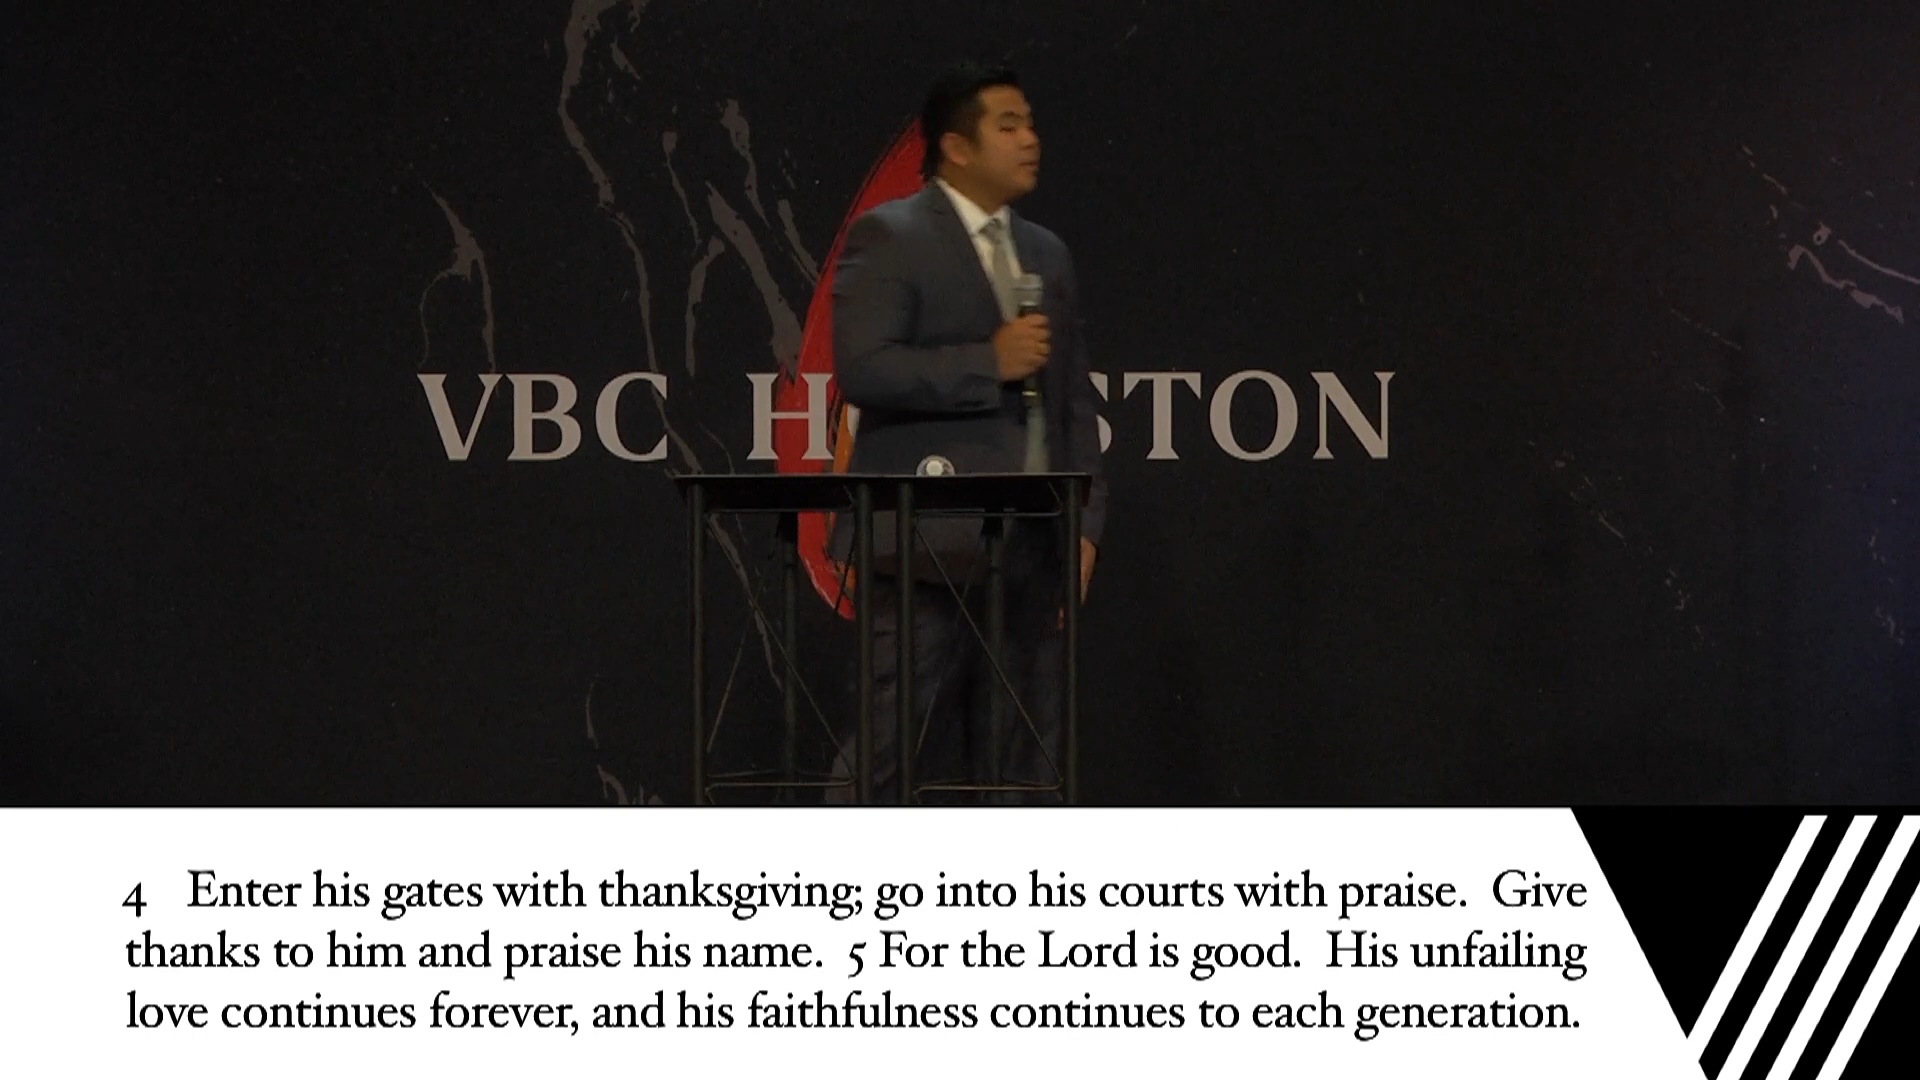 VBC H STON
4 Enter his gates with thanksgiving; go into his courts with praise. Give
thanks to him and praise his name. 5 For the Lord is good. His unfailing
love continues forever, and his faithfulness continues to each generation.